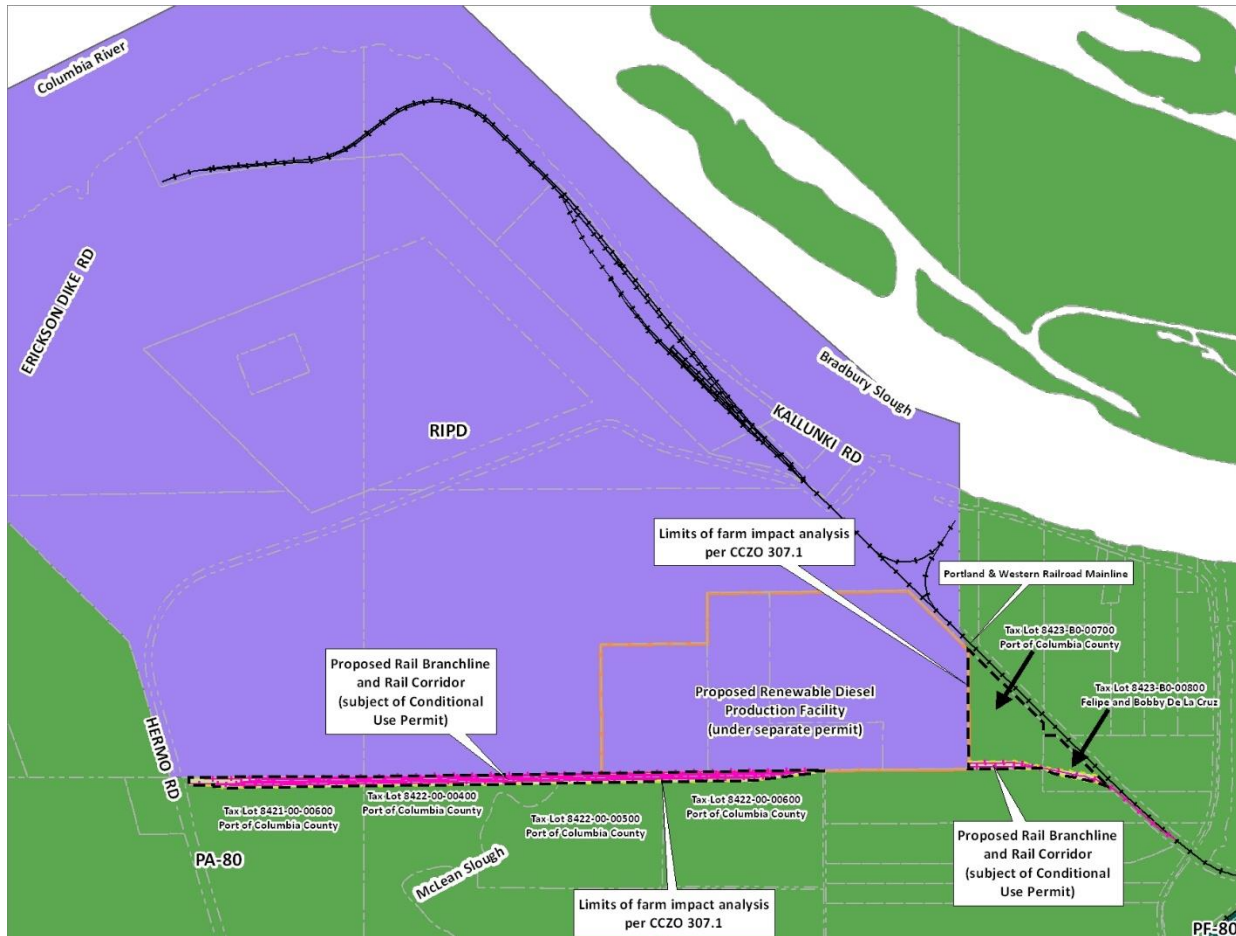 Columbia River
ERICKSON DIKE RD
RIPD
Bradbury Slough
KALLUNKI RD
Limits of farm impact analysis
per CCZO 307.1
Portland & Western Railroad Mainline
Tax Lot 8423-B0-00700
Port of Columbia County
Tax Lot 8423-B0-00800
Felipe and Bobby De La Cruz
Proposed Rail Branchline
and Rail Corridor
(subject of Conditional
Use Permit)
Proposed Renewable Diesel
Production Facility
(under separate permit)
HERMO RD
Tax Lot 8421-00-00600
Port of Columbia County
Tax Lot 8422-00-00400
Port of Columbia County
Tax Lot 8422-00-00500
Port of Columbia County
Tax Lot 8422-00-00600
Port of Columbia County
PA-80
McLean Slough
Limits of farm impact analysis
per CCZO 307.1
Proposed Rail Branchline
and Rail Corridor
(subject of Conditional
Use Permit)
PF-80